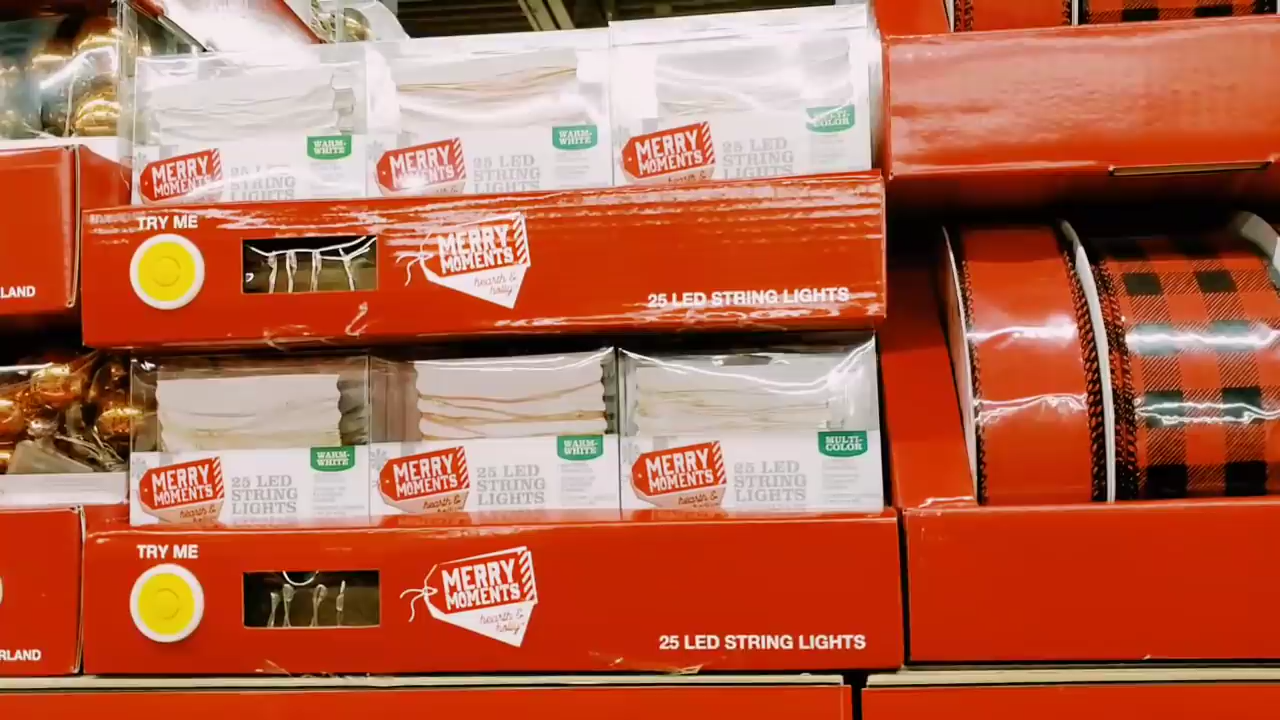 WARM-
WHITE
MERRY
MOMENTS
25 LED
STRING
LIGHTS
WARM-
WHITE
MERRY
MOMENTS
hearth &
25 LED
STRING
LIGHTS
MULTI-
COLOR
MERRY
MOMENTS
hearth &
25 LED
STRING
LIGHTS
TRY ME
MERRY
MOMENTS
hearth &
holly
25 LED STRING LIGHTS
LAND
WARM-
WHITE
MERRY
MOMENTS
hearth &
25 LED
STRING
LIGHTS
WARM-
WHITE
MERRY
MOMENTS
hearth &
25 LED
STRING
LIGHTS
MULTI-
COLOR
MERRY
MOMENTS
hearth &
25 LED
STRING
LIGHTS
TRY ME
MERRY
MOMENTS
hearth &
holly
25 LED STRING LIGHTS
RLAND